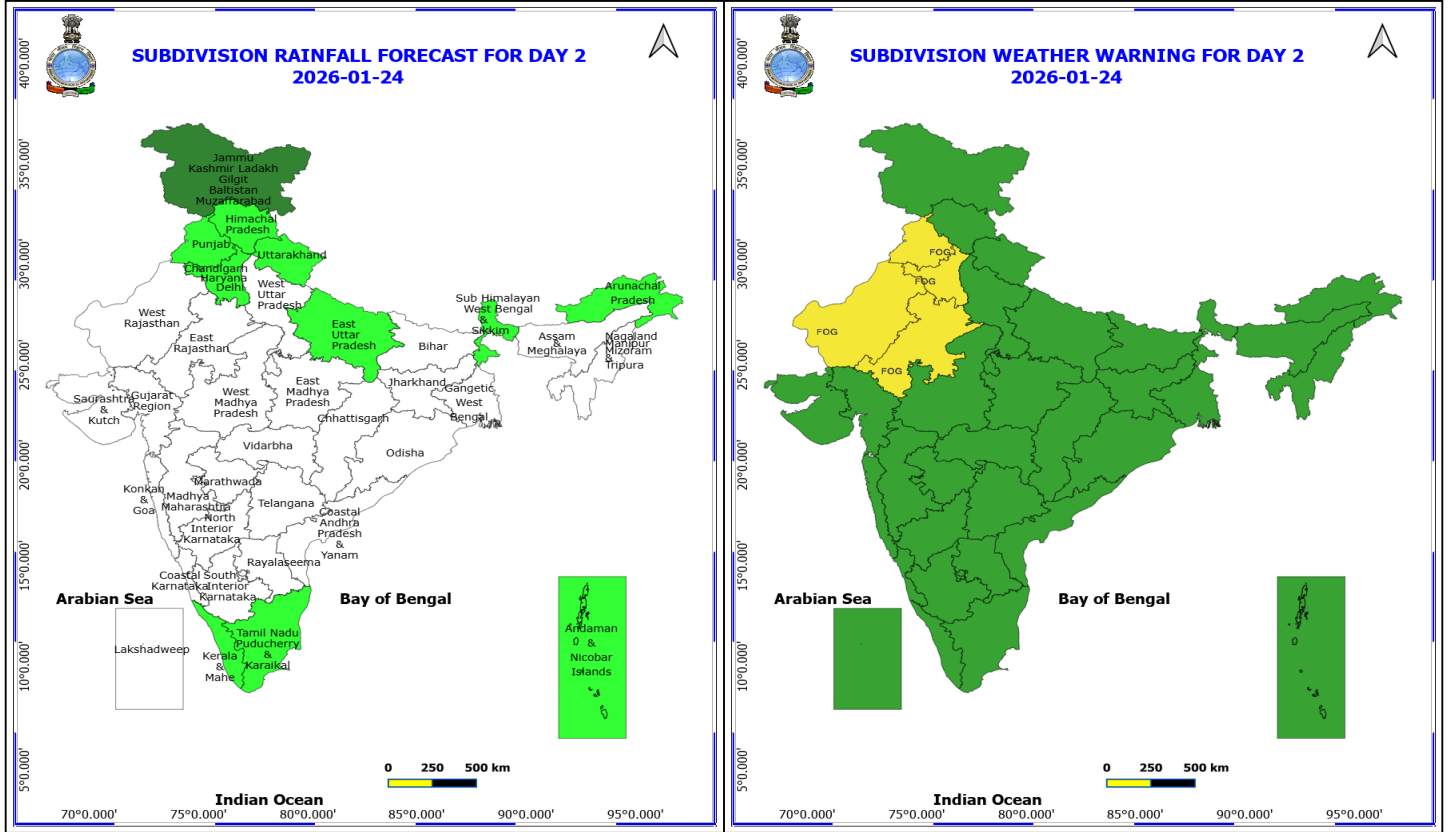 SUBDIVISION RAINFALL FORECAST FOR DAY 2
2026-01-24
40°0.000'
35°0.000'
30°0.000'
25°0.000'
20°0.000'
15°0.000'
10°0.000'
5°0.000'
Jammu
Kashmir Ladakh
Gilgit
Baltistan
Muzaffarabad
Himachal
Pradesh
Punjab
Uttarakhand
Chandigarh
Haryana
Delhi
West
Uttar
Pradesh
Arunachal
Pradesh
Sub Himalayan
West Bengal
&
Sikkim
West
Rajasthan
East
Rajasthan
East
Uttar
Pradesh
Bihar
Assam
&
Meghalaya
Nagaland
Manipur
Mizoram
&
Tripura
Saurashtra
&
Kutch
Gujarat
Region
West
Madhya
Pradesh
East
Madhya
Pradesh
Jharkhand
Gangetic
West
Bengal
Chhattisgarh
Vidarbha
Odisha
Konkan
&
Goa
Marathwada
Madhya
Maharashtra
Telangana
North
Interior
Karnataka
Coastal
Andhra
Pradesh
&
Yanam
Rayalaseema
Coastal
Karnataka
South
Interior
Karnataka
Arabian Sea
Bay of Bengal
Lakshadweep
Kerala
&
Mahe
Tamil Nadu
Puducherry
&
Karaikal
Andaman
&
Nicobar
Islands
0 250 500 km
Indian Ocean
70°0.000' 75°0.000' 80°0.000' 85°0.000' 90°0.000' 95°0.000'
SUBDIVISION WEATHER WARNING FOR DAY 2
2026-01-24
40°0.000'
35°0.000'
30°0.000'
25°0.000'
20°0.000'
15°0.000'
10°0.000'
5°0.000'
FOG
FOG
FOG
FOG
Arabian Sea
Bay of Bengal
0 250 500 km
Indian Ocean
70°0.000' 75°0.000' 80°0.000' 85°0.000' 90°0.000' 95°0.000'